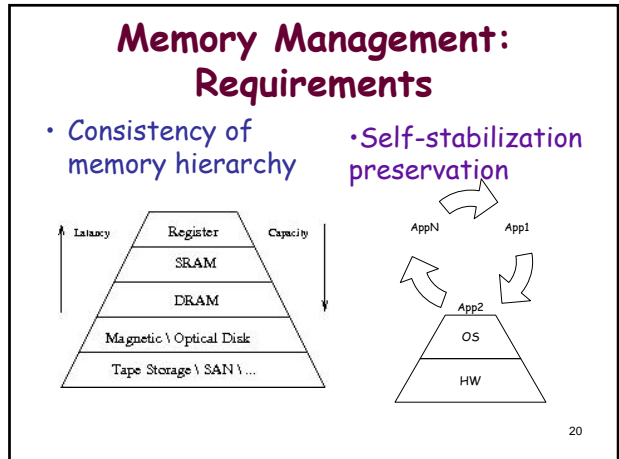 Memory Management:
Requirements
• Consistency of
memory hierarchy
•Self-stabilization
preservation
Latancy
Register
Capacity
SRAM
DRAM
Magnetic \ Optical Disk
Tape Storage \ SAN \ ...
AppN
App1
App2
OS
HW
20